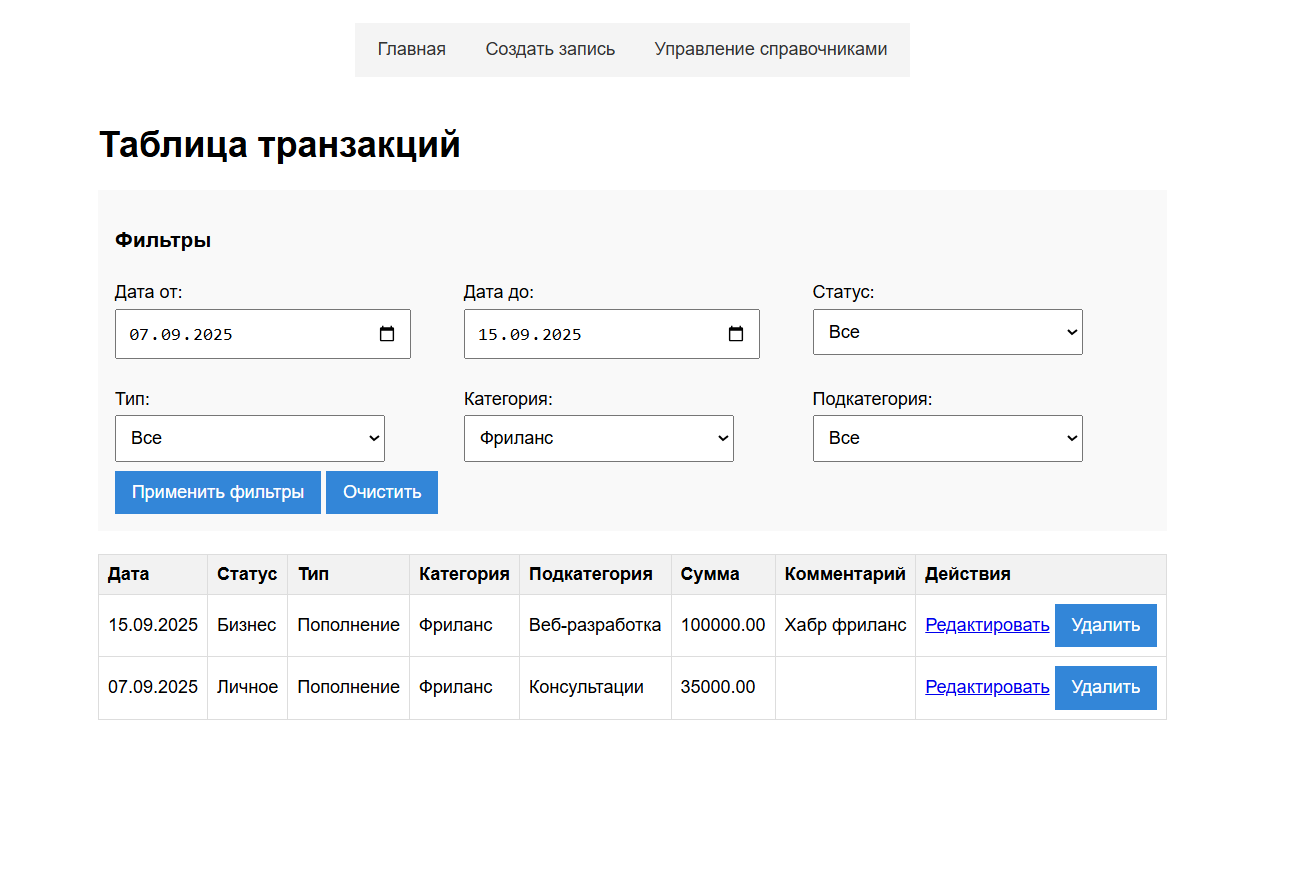 Главная Создать запись Управление справочниками
Таблица транзакций
Фильтры
Дата от: Дата до: Статус:
07.09.2025 15.09.2025 Все
Тип: Категория: Подкатегория:
Все Фриланс Все
Применить фильтры Очистить
Дата Статус Тип Категория Подкатегория Сумма Комментарий Действия
15.09.2025 Бизнес Пополнение Фриланс Веб-разработка 100000.00 Хабр фриланс Редактировать Удалить
07.09.2025 Личное Пополнение Фриланс Консультации 35000.00 Редактировать Удалить